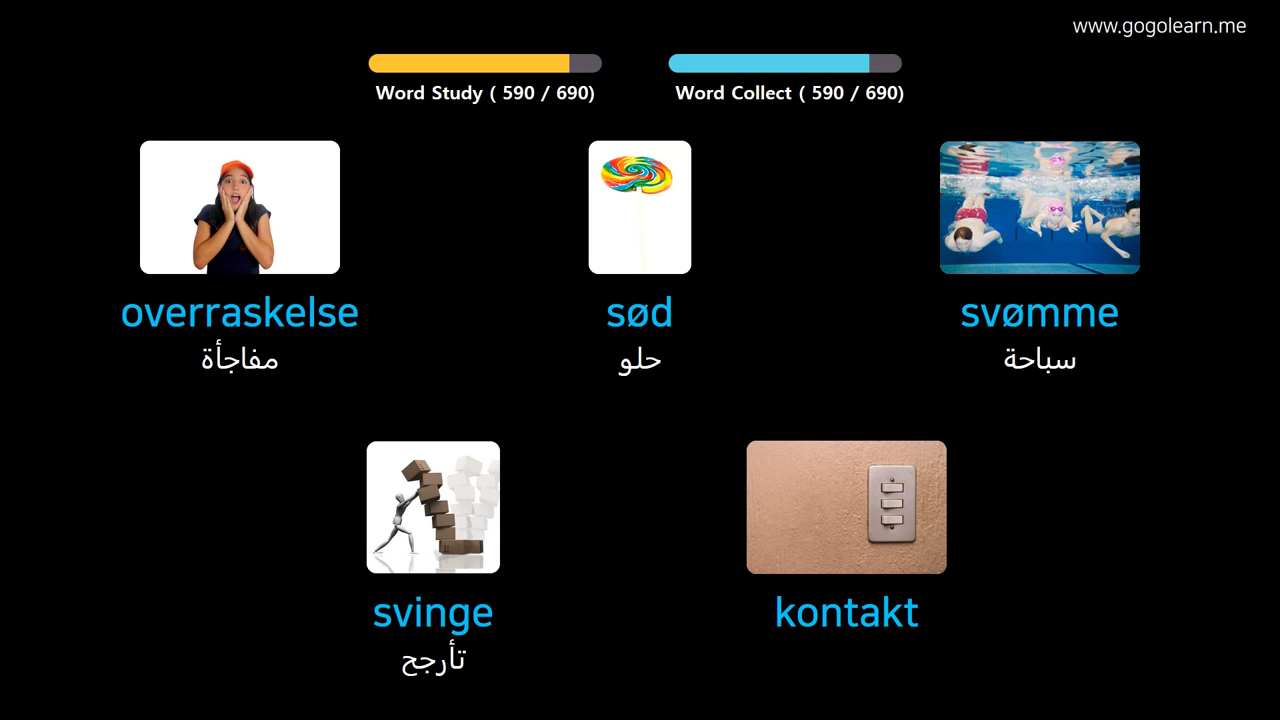 www.gogolearn.me
Word Study ( 590 / 690)
Word Collect ( 590 / 690)
overraskelse
مفاجأة
sød
حلو
svømme
سباحة
svinge
تأرجح
kontakt